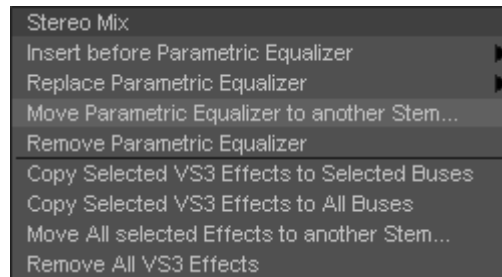 Stereo Mix
Insert before Parametric Equalizer
Replace Parametric Equalizer
Move Parametric Equalizer to another Stem...
Remove Parametric Equalizer
Copy Selected VS3 Effects to Selected Buses
Copy Selected VS3 Effects to All Buses
Move All selected Effects to another Stem...
Remove All VS3 Effects